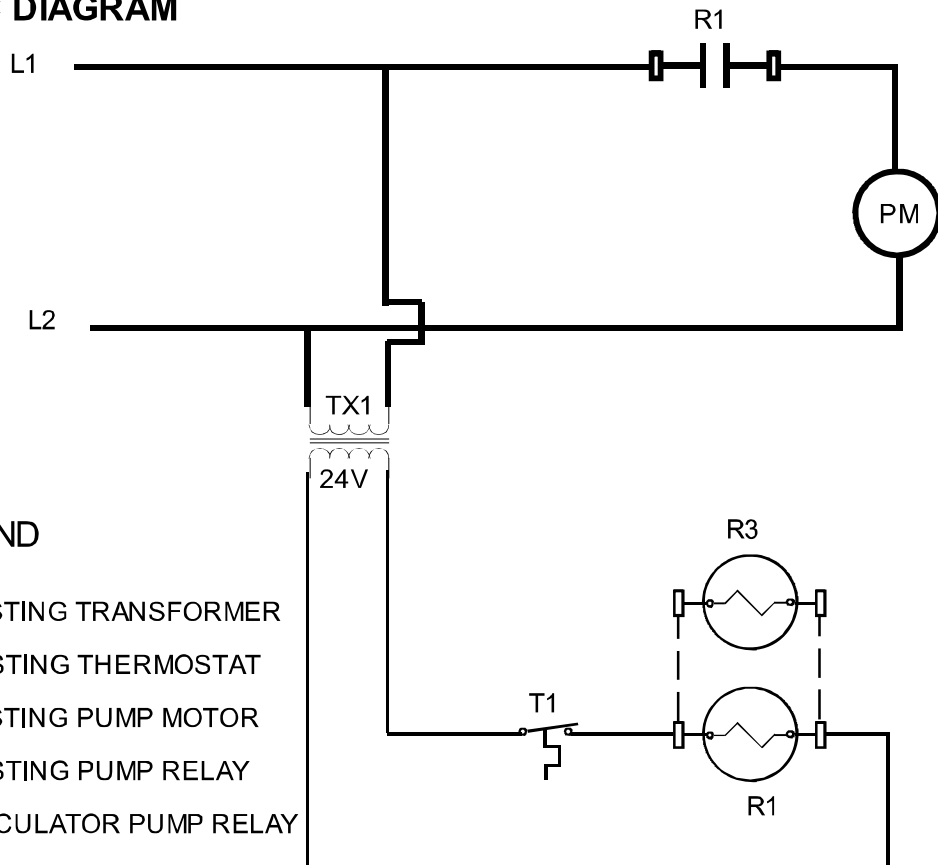 DIAGRAM
R1
L1
PM
L2
TX1
24V
ND
R3
STING TRANSFORMER
STING THERMOSTAT
T1
STING PUMP MOTOR
STING PUMP RELAY
R1
CULATOR PUMP RELAY